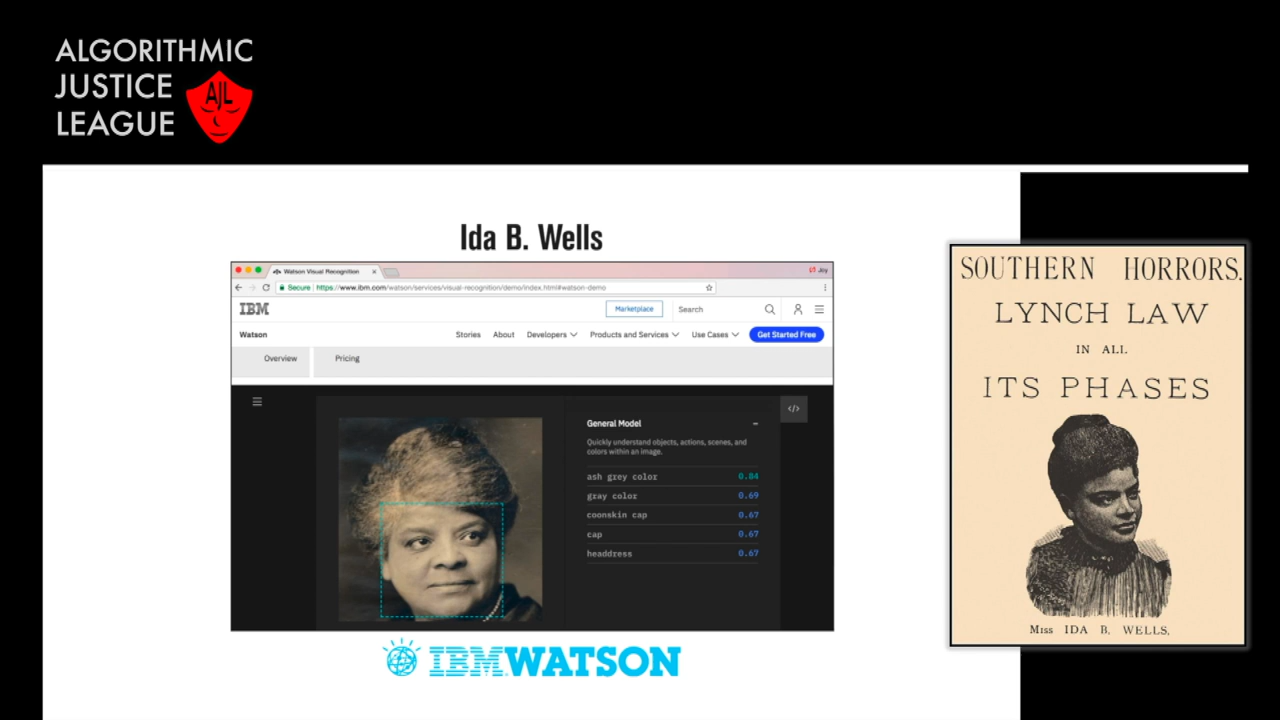 ALGORITHMIC
JUSTICE
LEAGUE
AJL
Ida B. Wells
Watson Visual Recognition
Joy
Secure | https://www.ibm.com/watson/services/visual-recognition/demo/index.html#watson-demo
IBM
Marketplace
Search
Watson
Stories About Developers Products and Services Use Cases Get Started Free
Overview Pricing
</>
General Model
Quickly understand objects, actions, scenes, and
colors within an image.
ash grey color 0.84
gray color 0.69
coonskin cap 0.67
cap 0.67
headdress 0.67
IBM WATSON
SOUTHERN HORRORS.
LYNCH LAW
IN ALL
ITS PHASES
Miss IDA B. WELLS,